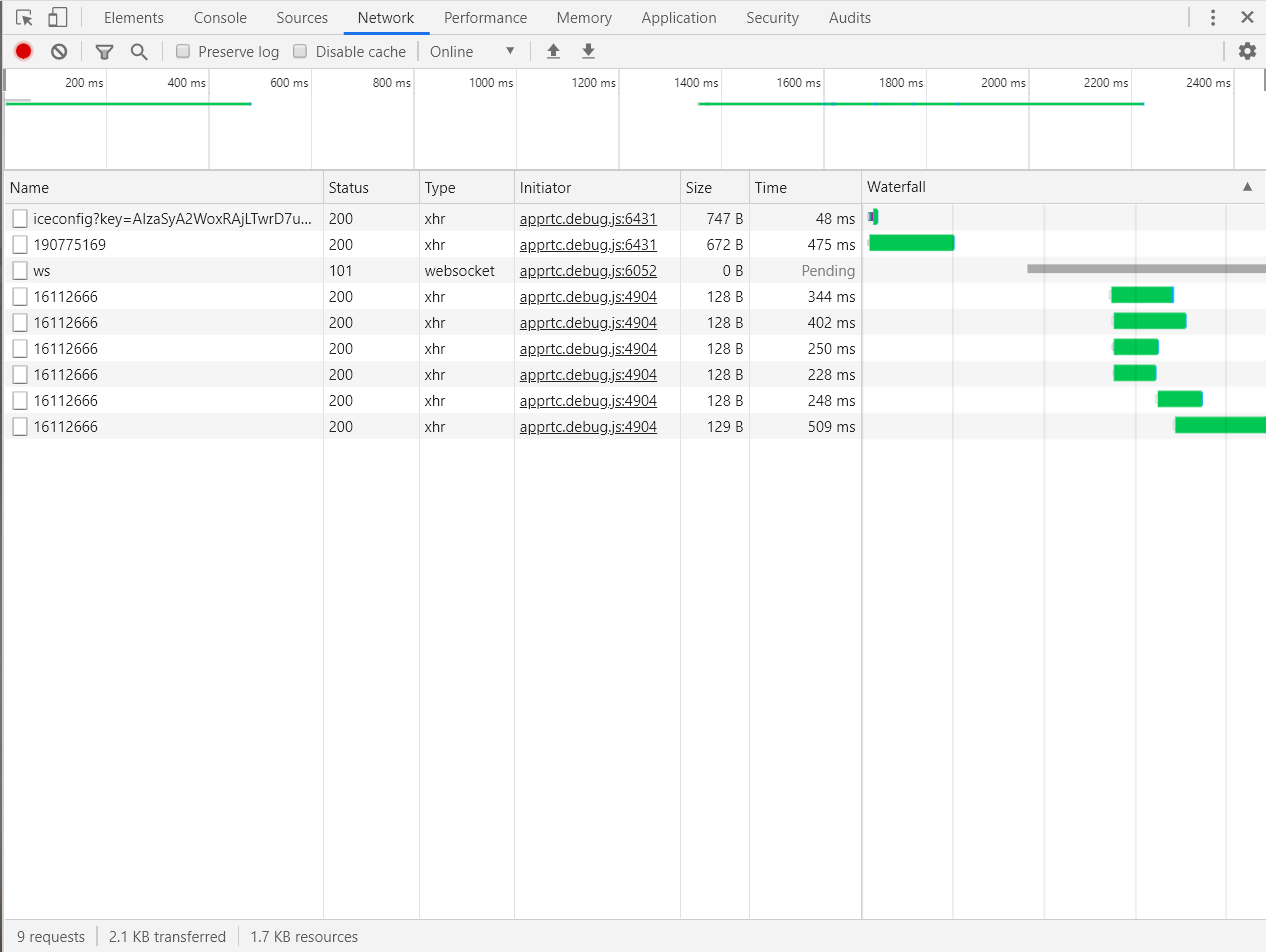 Elements Console Sources Network Performance Memory Application Security Audits
Preserve log Disable cache Online
200 ms 400 ms 600 ms 800 ms 1000 ms 1200 ms 1400 ms 1600 ms 1800 ms 2000 ms 2200 ms 2400 ms
Name Status Type Initiator Size Time Waterfall
iceconfig?key=AIzaSyA2WoxRAjLTwrD7u... 200 xhr apprtc.debug.js:6431 747 B 48 ms
190775169 200 xhr apprtc.debug.js:6431 672 B 475 ms
ws 101 websocket apprtc.debug.js:6052 0 B Pending
16112666 200 xhr apprtc.debug.js:4904 128 B 344 ms
16112666 200 xhr apprtc.debug.js:4904 128 B 402 ms
16112666 200 xhr apprtc.debug.js:4904 128 B 250 ms
16112666 200 xhr apprtc.debug.js:4904 128 B 228 ms
16112666 200 xhr apprtc.debug.js:4904 128 B 248 ms
16112666 200 xhr apprtc.debug.js:4904 129 B 509 ms
9 requests 2.1 KB transferred 1.7 KB resources